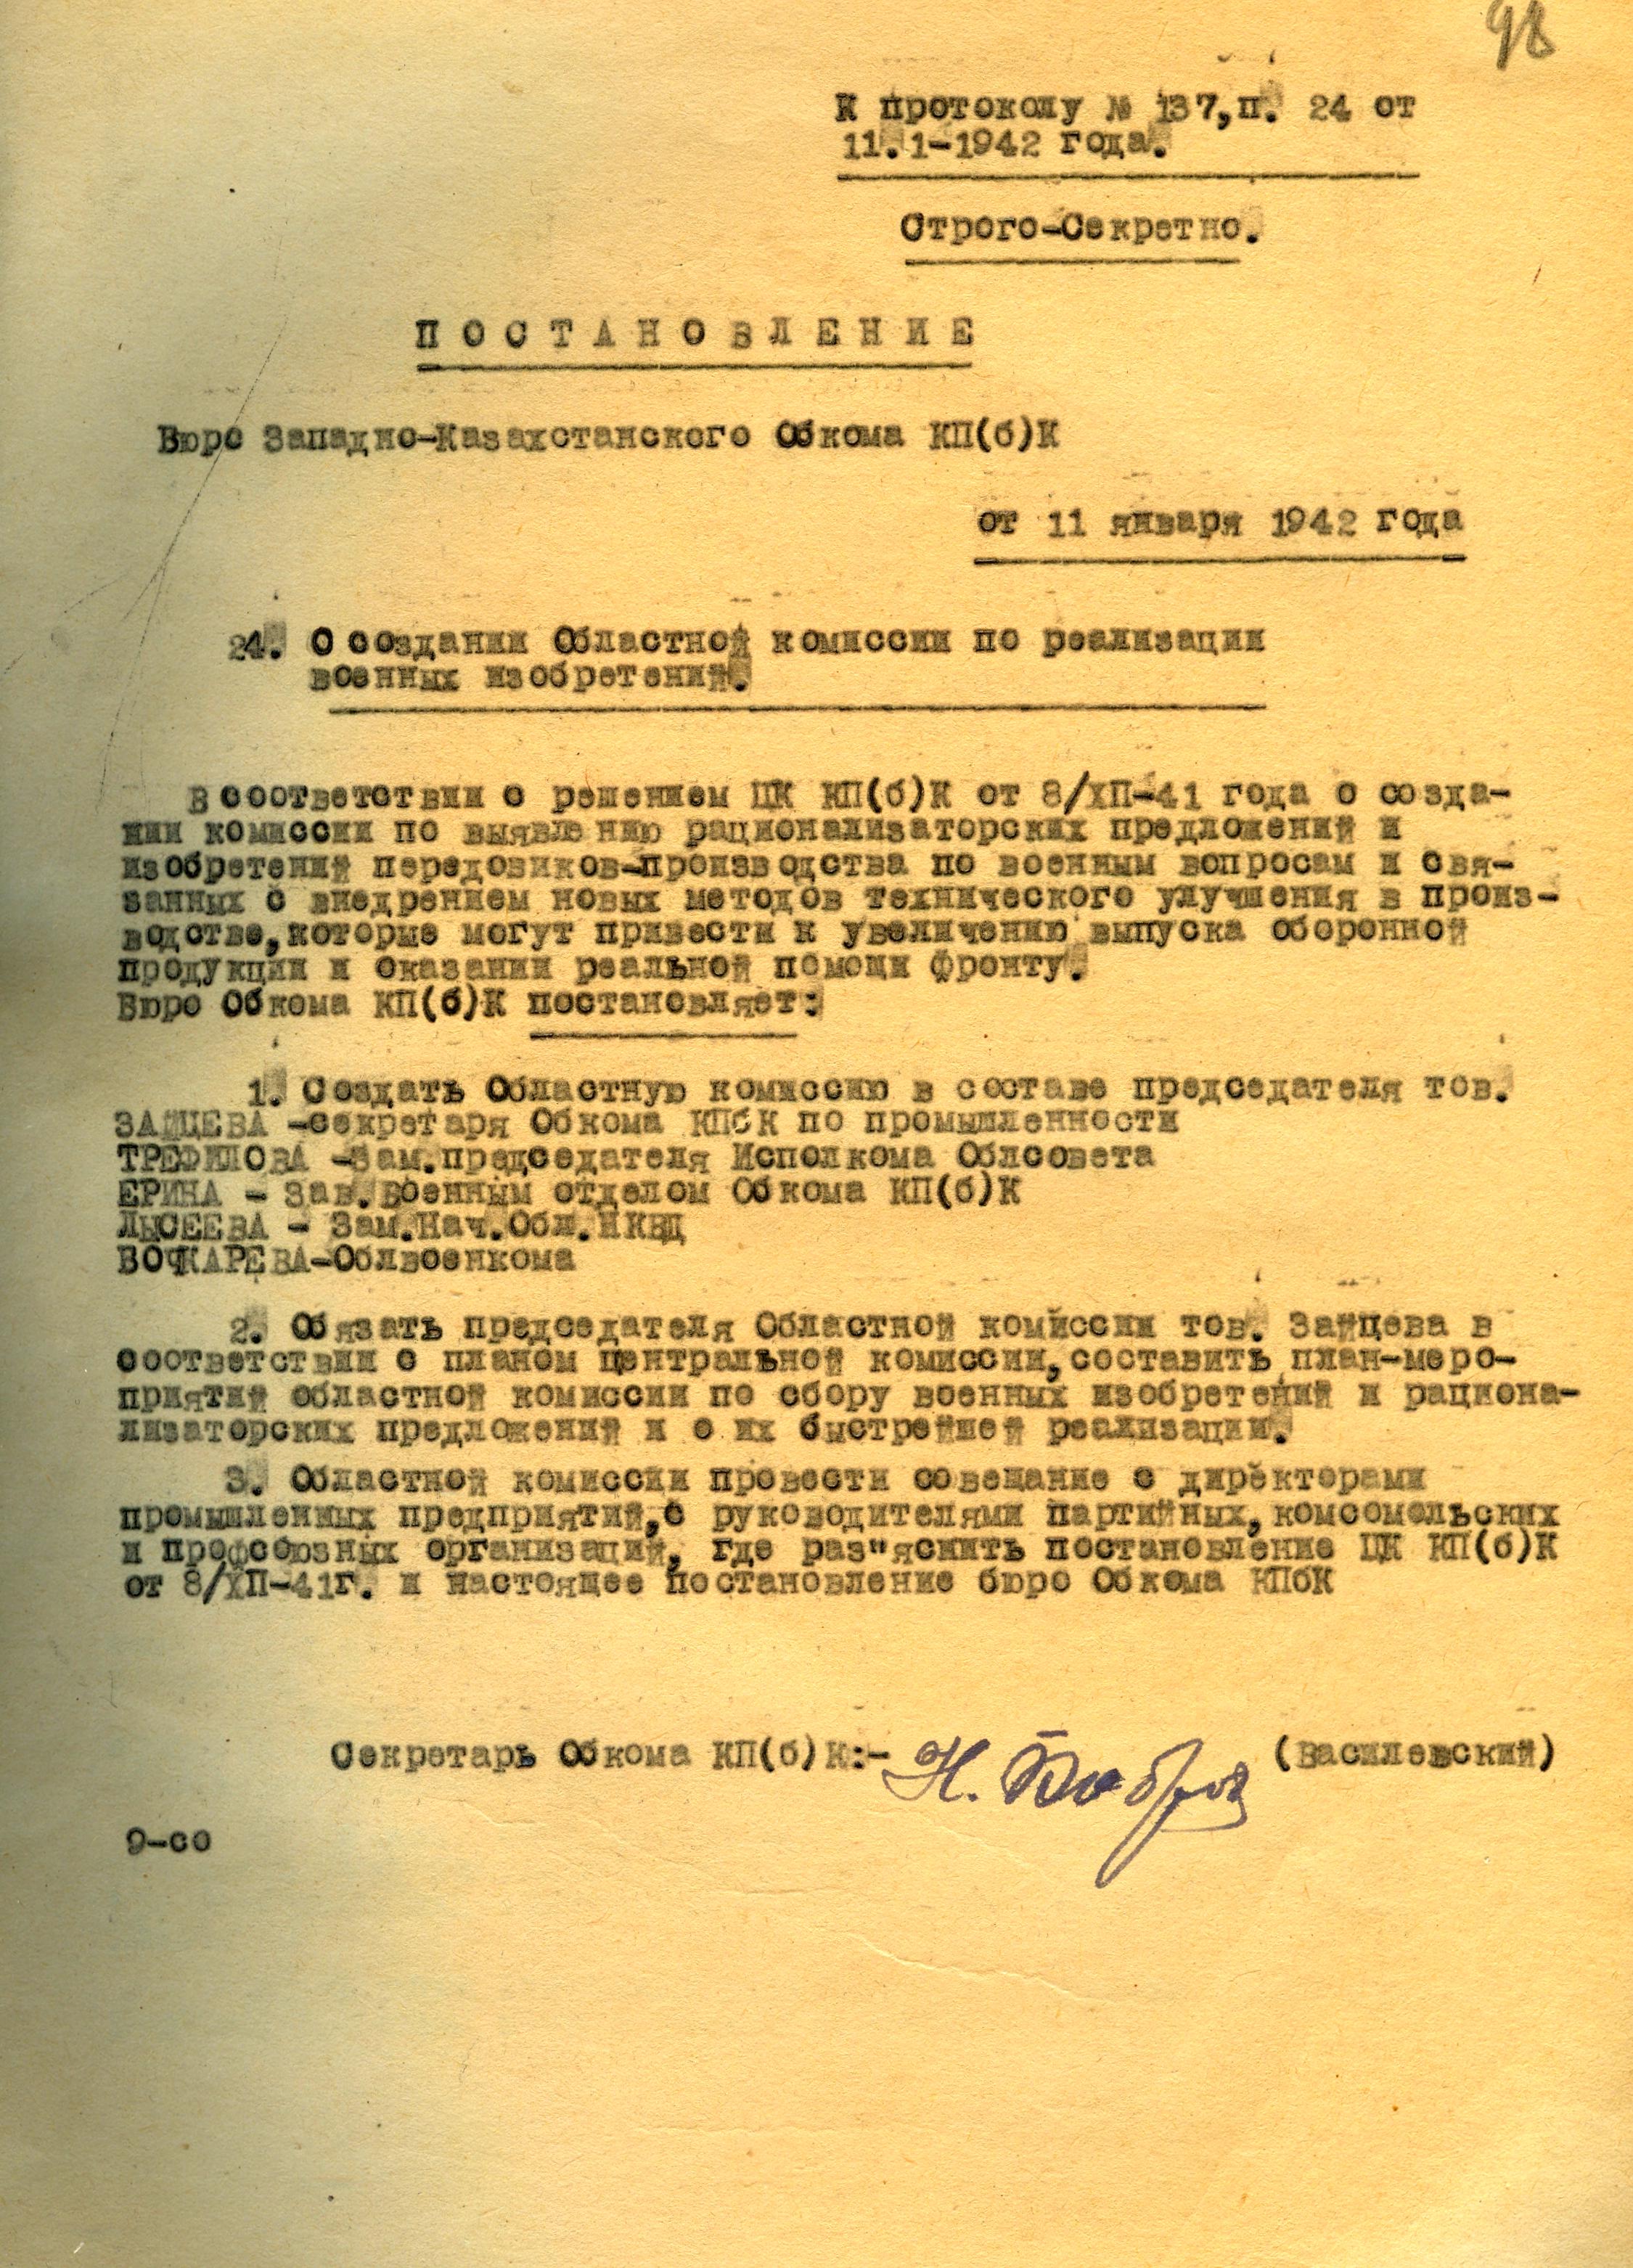 98
К протоколу № 137, п. 24 от
11.1-1942 года.
Строго-Секретно.
ПОСТАНОВЛЕНИЕ
Бюро Западно-Казахстанского Обкома КП(б)К
от 11 января 1942 года
24. О создании Областной комиссии по реализации
военных изобретений.
В соответствии с решением ЦК КП(б)К от 8/ХП-41 года о созда-
нии комиссии по выявлению рационализаторских предложений и
изобретений передовиков-производства по военным вопросам и свя-
занных с внедрением новых методов технического улучшения в произ-
водстве, которые могут привести к увеличению выпуска оборонной
продукции и оказании реальной помощи фронту.
Бюро Обкома КП(б)К постановляет:
1. Создать Областную комиссию в составе председателя тов.
ЗАЙЦЕВА -секретаря Обкома КПбК по промышленности
ТРЕФИЛОВА -Зам.председателя Исполкома Облсовета
ЕРИНА - Зав.военным отделом Обкома КП(б)К
ЛЫСЕЕВА - Зам.Нач.Обл.НКВД
БОЧКАРЕВА-Облвоенкома
2. Обязать председателя Областной комиссии тов. Зайцева в
соответствии с планом центральной комиссии, составить план-меро-
приятий областной комиссии по сбору военных изобретений и рациона-
лизаторских предложений и о их быстрейшей реализации.
3. Областной комиссии провести совещание с директорами
промышленных предприятий, с руководителями партийных, комсомольских
и профсоюзных организаций, где раз"яснить постановление ЦК КП(б)К
от 8/ХП-41г. и настоящее постановление бюро Обкома КПбК
Секретарь Обкома КП(б)К:- Н. Бобров (Василевский)
9-со